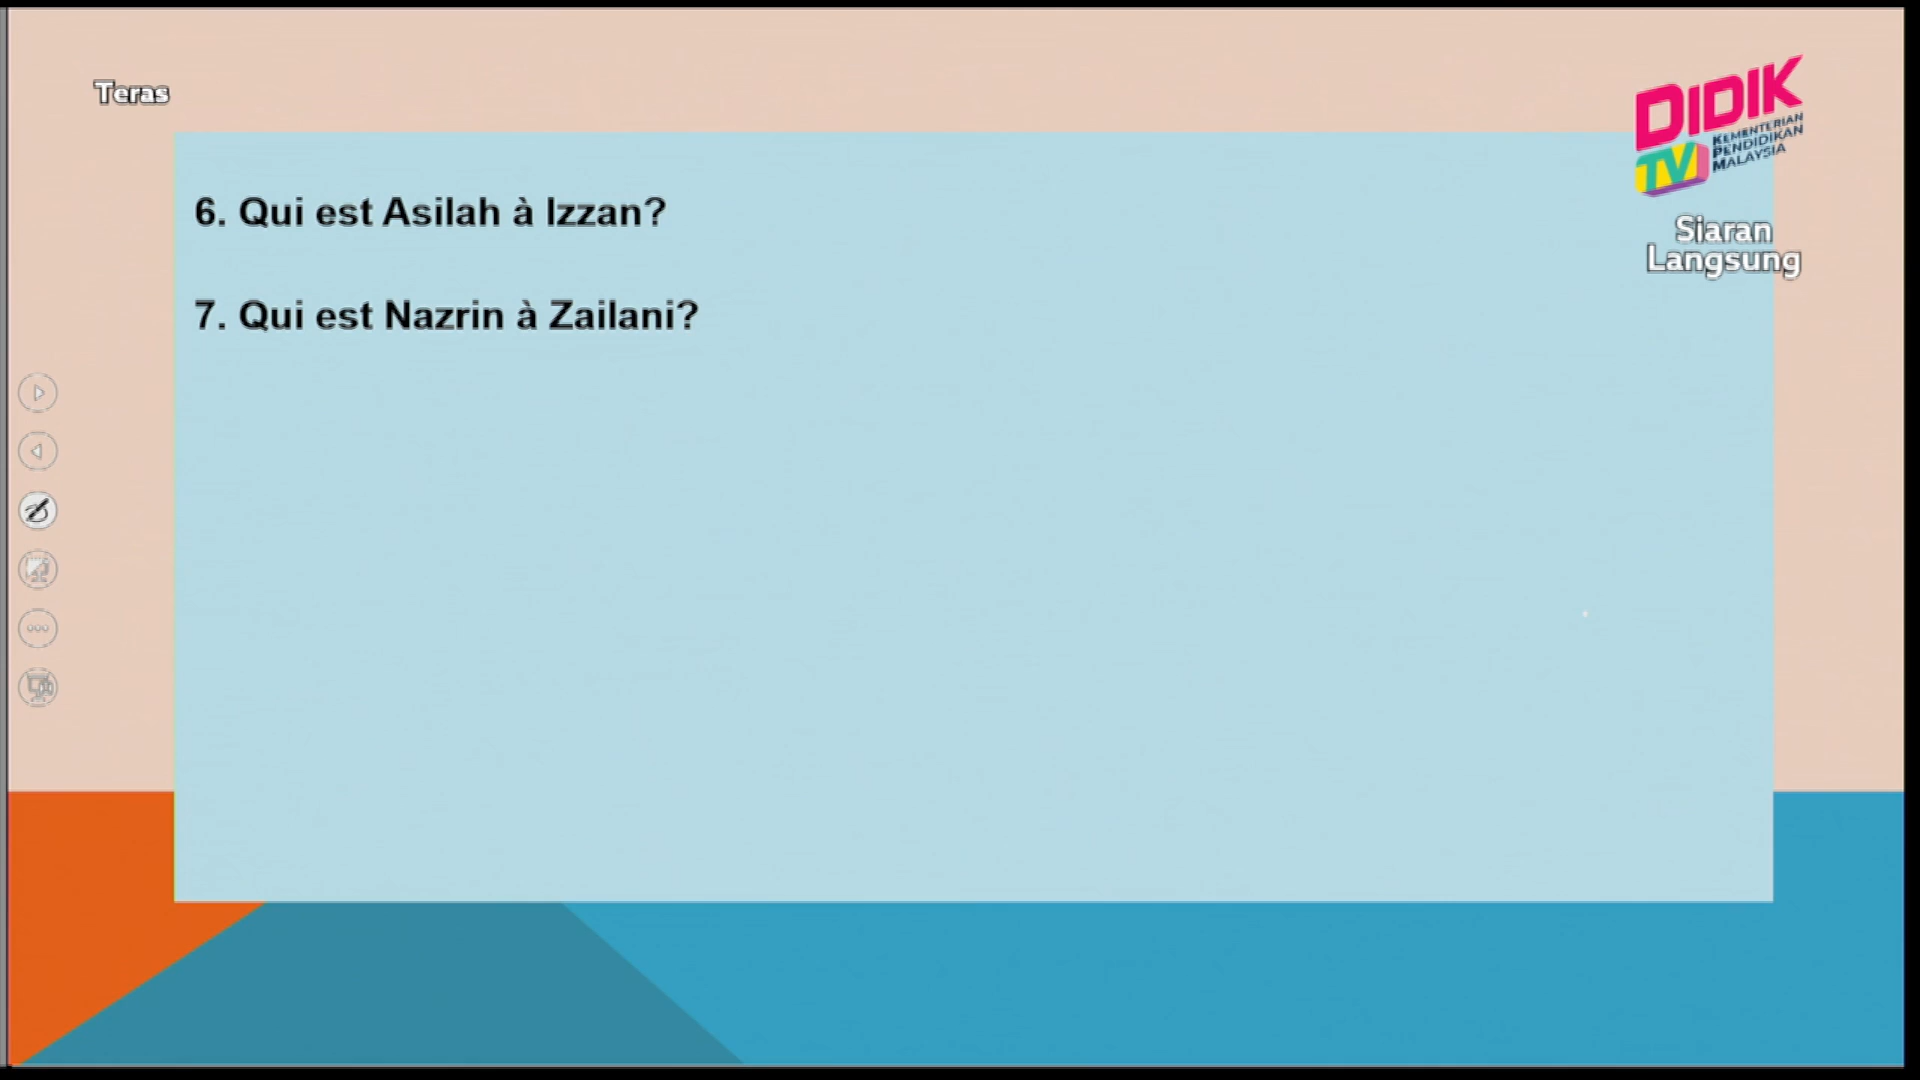 Teras
DIDIK
TV
KEMENTERIAN
PENDIDIKAN
MALAYSIA
Siaran
Langsung
6. Qui est Asilah à Izzan?
7. Qui est Nazrin à Zailani?